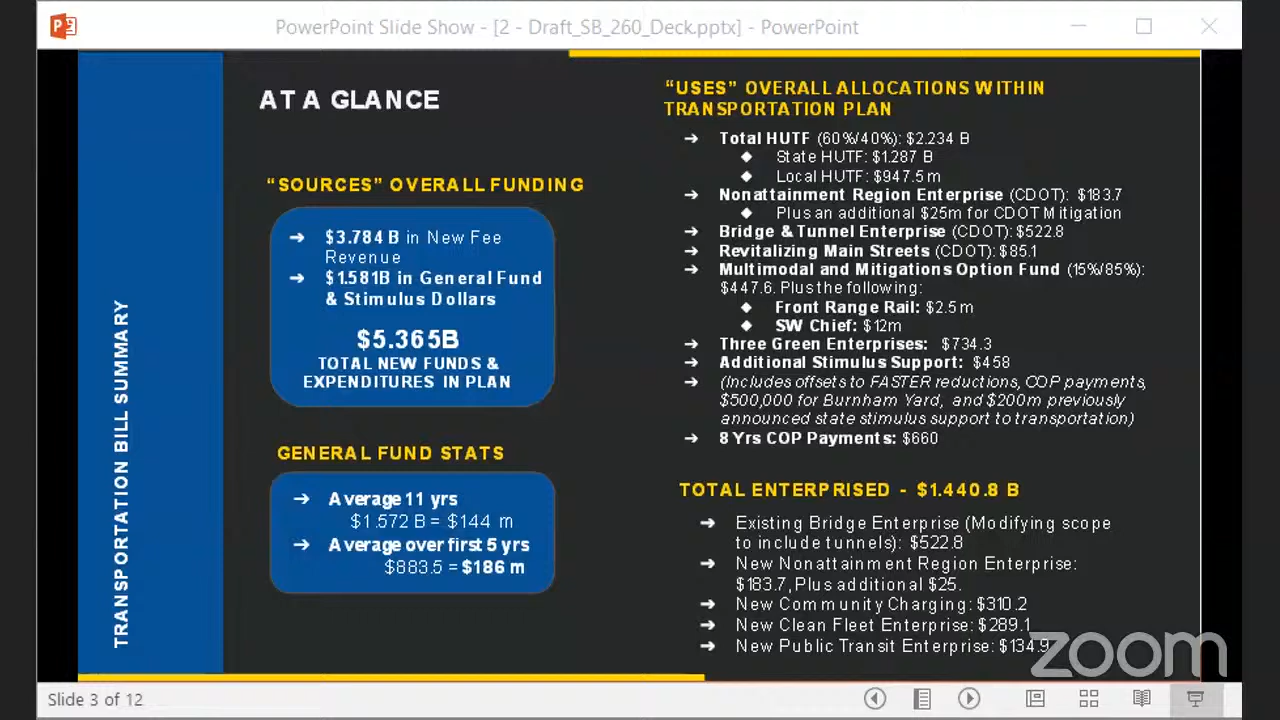 PowerPoint Slide Show - [2 - Draft_SB_260_Deck.pptx] - PowerPoint
TRANSPORTATION BILL SUMMARY
AT A GLANCE
“SOURCES” OVERALL FUNDING
➔ $3.784 B in New Fee
Revenue
➔ $1.581B in General Fund
& Stimulus Dollars
$5.365B
TOTAL NEW FUNDS &
EXPENDITURES IN PLAN
GENERAL FUND STATS
➔ Average 11 yrs
$1.572 B = $144 m
➔ Average over first 5 yrs
$883.5 = $186 m
“USES” OVERALL ALLOCATIONS WITHIN
TRANSPORTATION PLAN
➔ Total HUTF (60%/40%): $2.234 B
◆ State HUTF: $1.287 B
◆ Local HUTF: $947.5 m
➔ Nonattainment Region Enterprise (CDOT): $183.7
◆ Plus an additional $25m for CDOT Mitigation
➔ Bridge & Tunnel Enterprise (CDOT): $522.8
➔ Revitalizing Main Streets (CDOT): $85.1
➔ Multimodal and Mitigations Option Fund (15%/85%):
$447.6. Plus the following:
◆ Front Range Rail: $2.5 m
◆ SW Chief: $12m
➔ Three Green Enterprises: $734.3
➔ Additional Stimulus Support: $458
➔ (Includes offsets to FASTER reductions, COP payments,
$500,000 for Burnham Yard, and $200m previously
announced state stimulus support to transportation)
➔ 8 Yrs COP Payments: $660
TOTAL ENTERPRISED - $1.440.8 B
➔ Existing Bridge Enterprise (Modifying scope
to include tunnels): $522.8
➔ New Nonattainment Region Enterprise:
$183.7, Plus additional $25.
➔ New Community Charging: $310.2
➔ New Clean Fleet Enterprise: $289.1
➔ New Public Transit Enterprise: $134.9
zoom
Slide 3 of 12